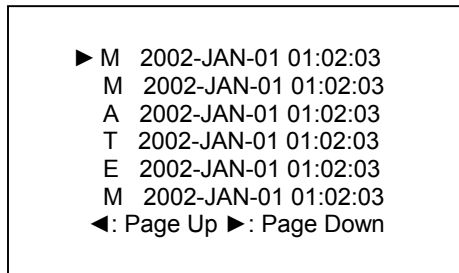 ► M 2002-JAN-01 01:02:03
M 2002-JAN-01 01:02:03
A 2002-JAN-01 01:02:03
T 2002-JAN-01 01:02:03
E 2002-JAN-01 01:02:03
M 2002-JAN-01 01:02:03
◄: Page Up ►: Page Down